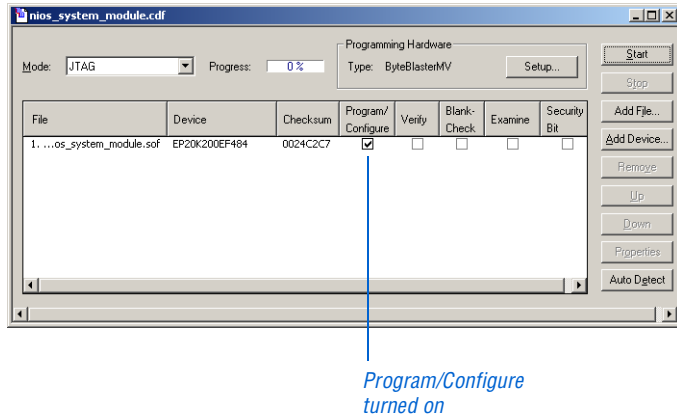 nios_system_module.cdf
Mode: JTAG Progress: 0 % Programming Hardware
Type: ByteBlasterMV Setup...
Start
Stop
Add File...
Add Device...
Remove
Up
Down
Properties
Auto Detect
File Device Checksum Program/Configure Verify Blank-Check Examine Security Bit
1. ...os_system_module.sof EP20K200EF484 0024C2C7
Program/Configure
turned on